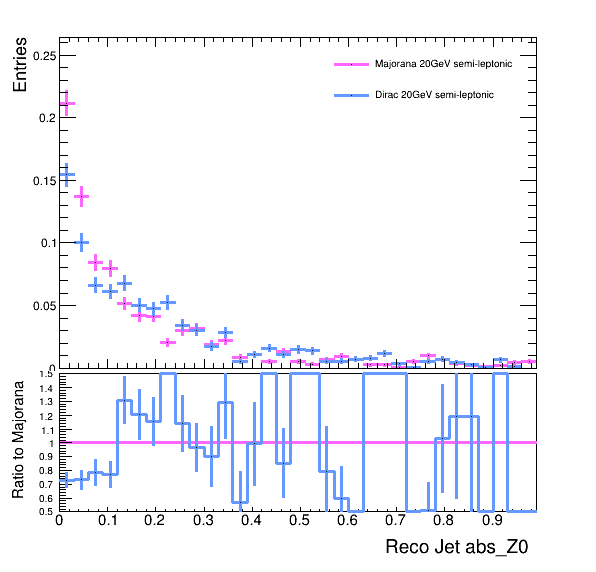 Entries
0.25
0.2
0.15
0.1
0.05
0
Majorana 20GeV semi-leptonic
Dirac 20GeV semi-leptonic
Ratio to Majorana
1.5
1.4
1.3
1.2
1.1
1
0.9
0.8
0.7
0.6
0.5
0 0.1 0.2 0.3 0.4 0.5 0.6 0.7 0.8 0.9
Reco Jet abs_Z0